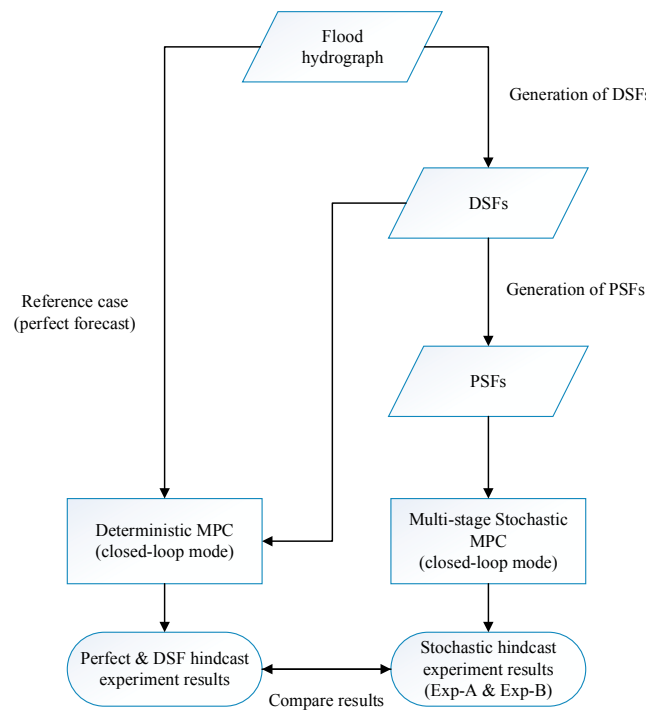 Flood
hydrograph
Generation of DSFs
DSFs
Generation of PSFs
Reference case
(perfect forecast)
PSFs
Deterministic MPC
(closed-loop mode)
Multi-stage Stochastic
MPC
(closed-loop mode)
Perfect & DSF hindcast
experiment results
Stochastic hindcast
experiment results
(Exp-A & Exp-B)
Compare results